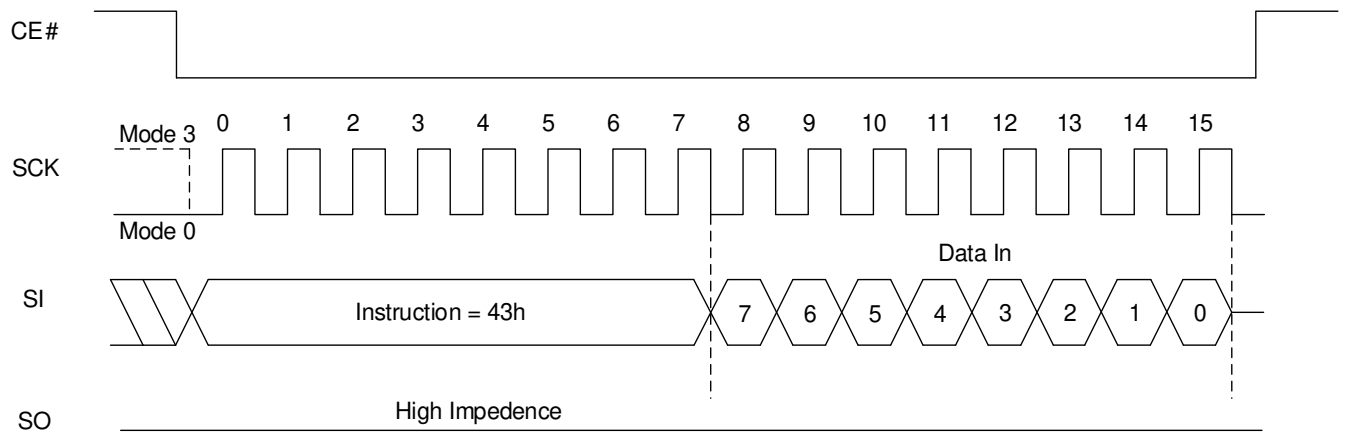 CE#
Mode 3 0 1 2 3 4 5 6 7 8 9 10 11 12 13 14 15
SCK
Mode 0
Data In
SI Instruction = 43h 7 6 5 4 3 2 1 0
High Impedence
SO